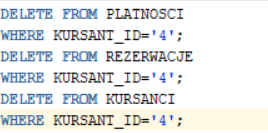 DELETE FROM PLATNOSCI
WHERE KURSANT_ID='4';
DELETE FROM REZERWACJE
WHERE KURSANT_ID='4';
DELETE FROM KURSANCI
WHERE KURSANT_ID='4';